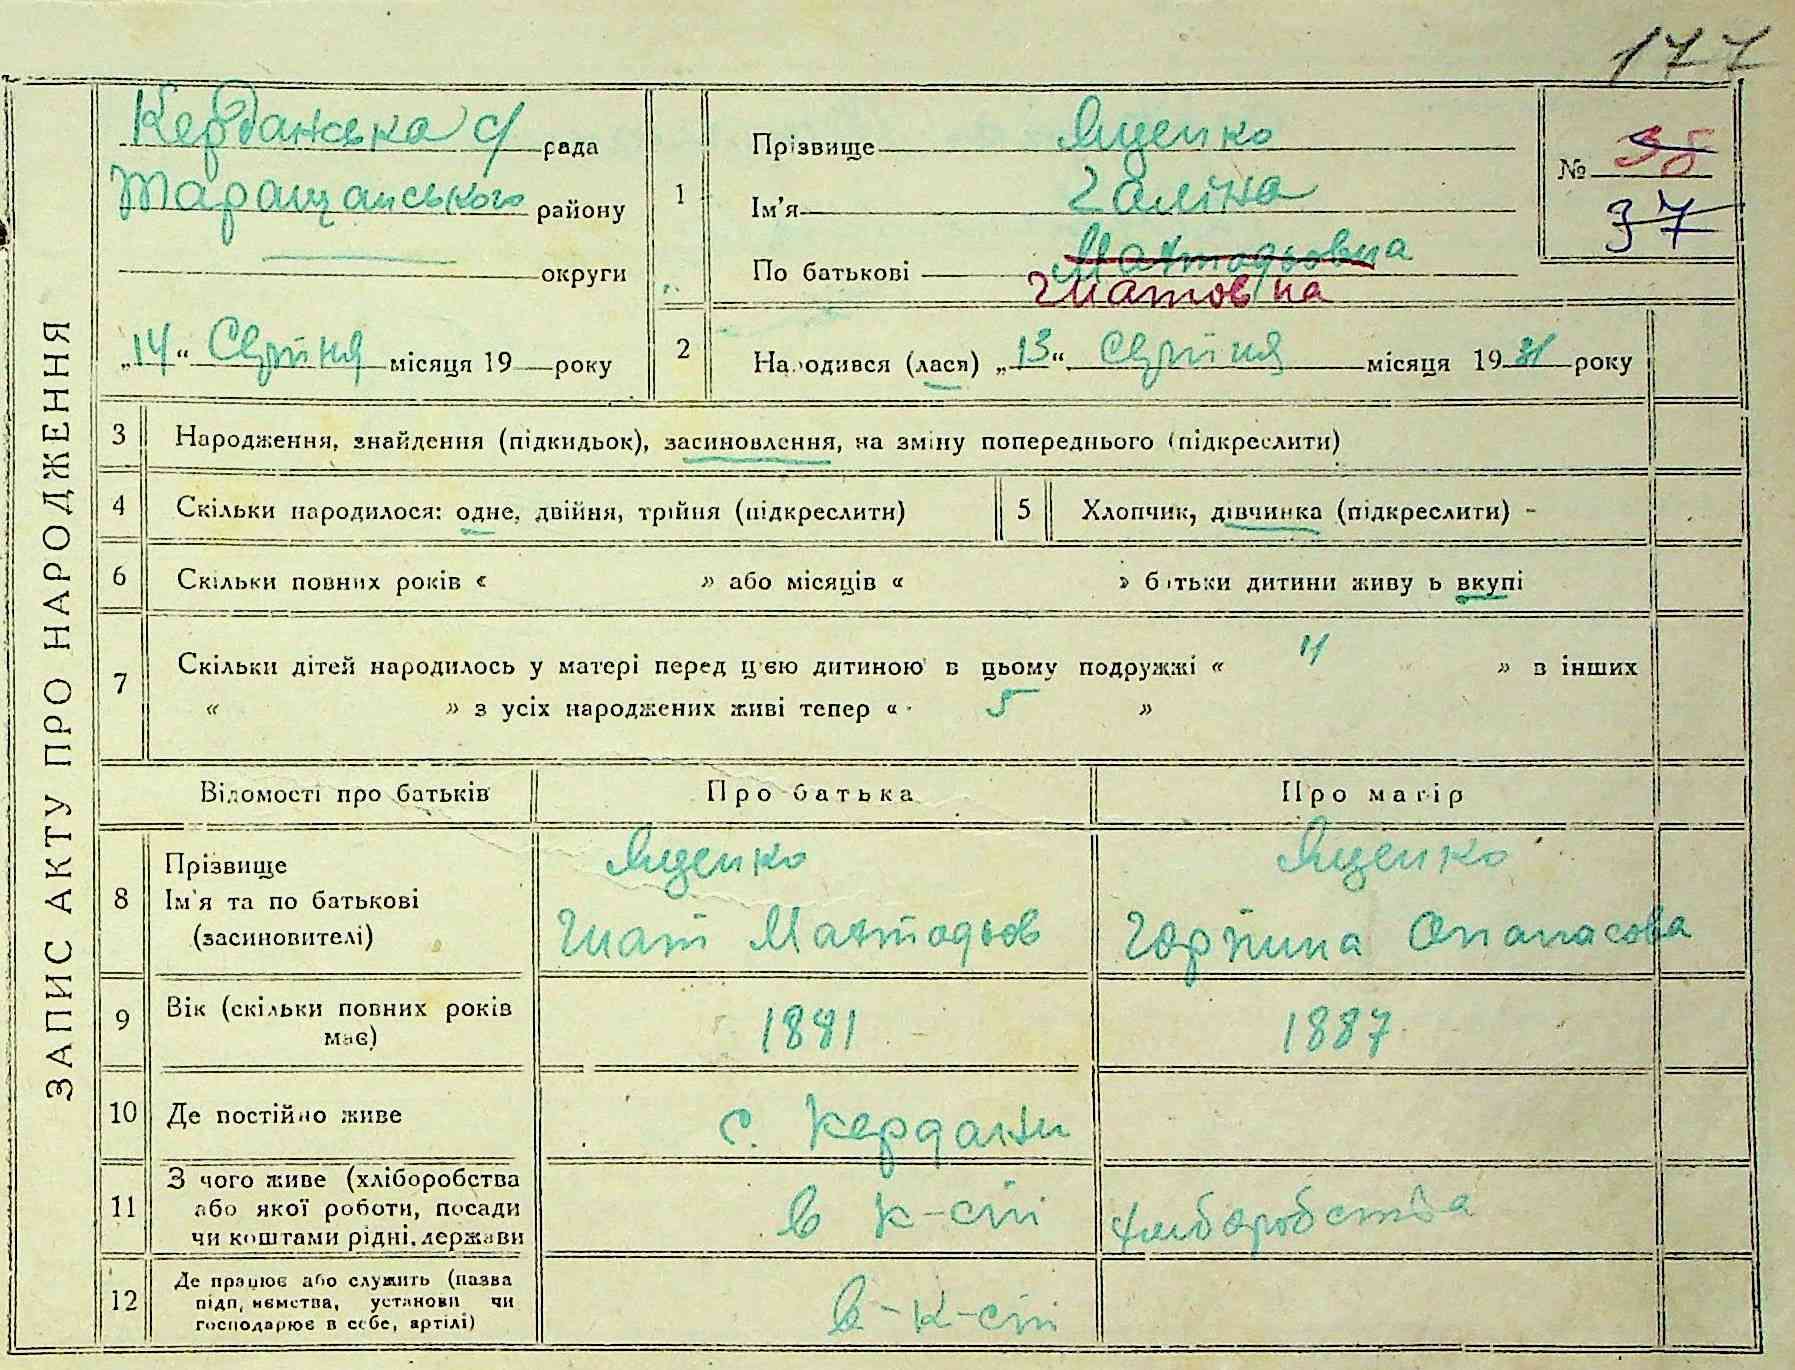 177
ЗАПИС АКТУ ПРО НАРОДЖЕННЯ
Керданська с/ рада
Таращанського району
округи
„14“ Серпня місяця 19 року
1
Прізвище Яценко
Ім'я Галіна
По батькові Мактодьовна
Гнатовна
№ 35
37
2
Народився (лася) „13“ Серпня місяця 1931 року
3 Народження, знайдення (підкидьок), засиновлення, на зміну попереднього (підкреслити)
4 Скільки народилося: одне, двійня, трійня (підкреслити)
5 Хлопчик, дівчинка (підкреслити)
6 Скільки повних років « » або місяців « » батьки дитини живуть вкупі
7 Скільки дітей народилось у матері перед цією дитиною в цьому подружжі « 4 » в інших
« » з усіх народжених живі тепер « 5 »
Відомості про батьків Про батька Про матір
8 Прізвище
Ім'я та по батькові
(засиновителі)
Яценко
Гнат Мактодьов
Яценко
Горпина Опанасова
9 Вік (скільки повних років
має)
1881 1887
10 Де постійно живе с. Кердани
11 З чого живе (хліборобства
або якої роботи, посади
чи коштами рідні, держави
в к-сті хліборобства
12 Де працює або служить (назва
підприємства, установи чи
господарює в себе, артілі)
в-к-сті